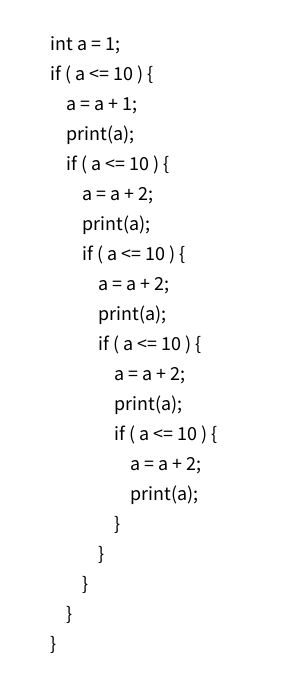 int a = 1;
if ( a <= 10 ) {
a = a + 1;
print(a);
if ( a <= 10 ) {
a = a + 2;
print(a);
if ( a <= 10 ) {
a = a + 2;
print(a);
if ( a <= 10 ) {
a = a + 2;
print(a);
if ( a <= 10 ) {
a = a + 2;
print(a);
}
}
}
}
}